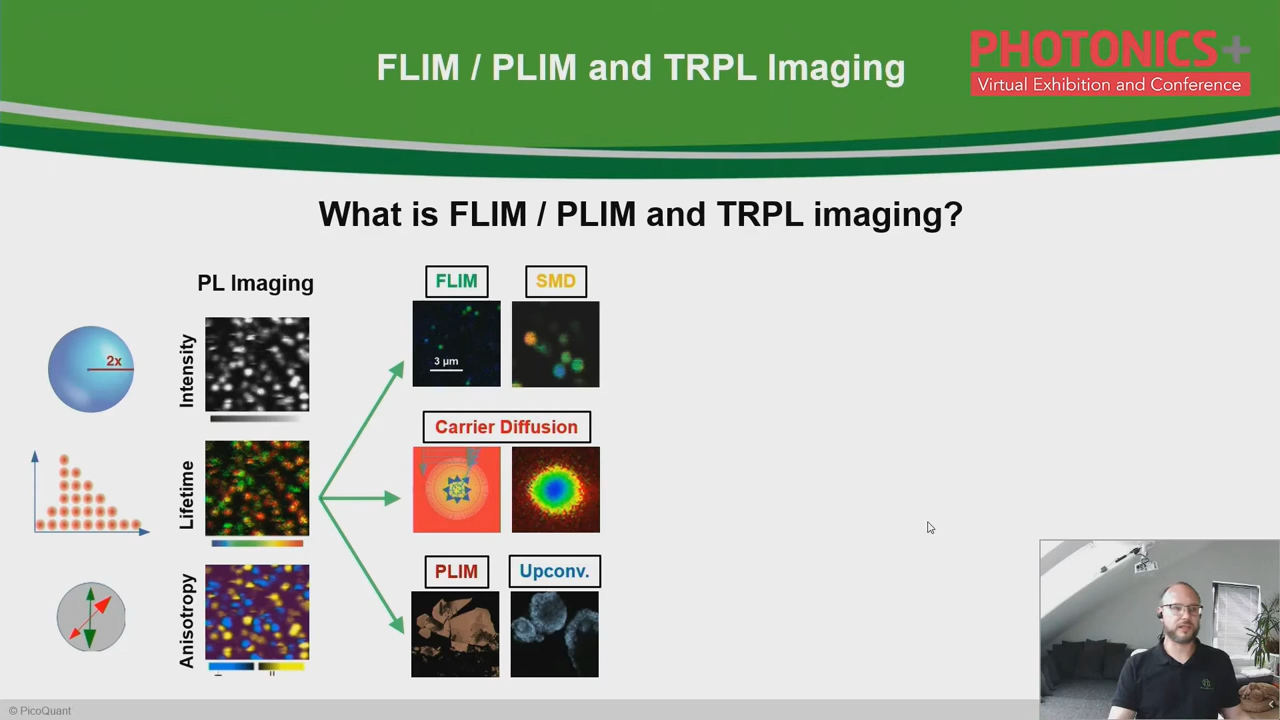 FLIM / PLIM and TRPL Imaging
PHOTONICS+
Virtual Exhibition and Conference
What is FLIM / PLIM and TRPL imaging?
PL Imaging
FLIM
SMD
2x
Intensity
3 µm
Carrier Diffusion
Lifetime
PLIM
Upconv.
Anisotropy
© PicoQuant